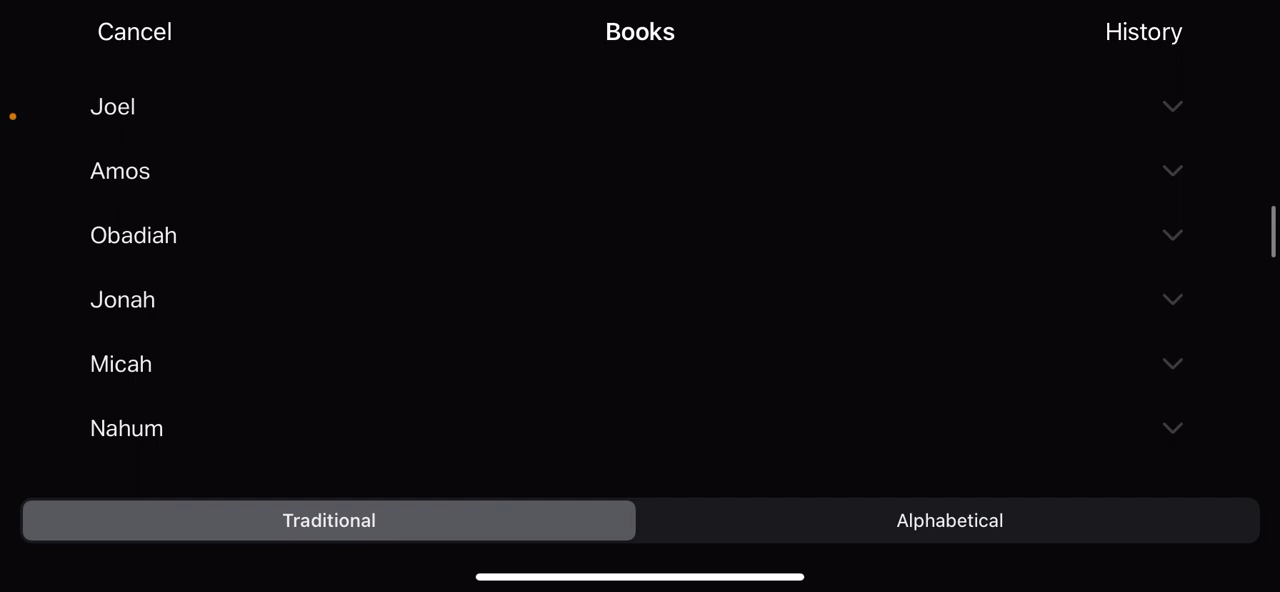 Cancel Books History
Joel
Amos
Obadiah
Jonah
Micah
Nahum
Traditional Alphabetical